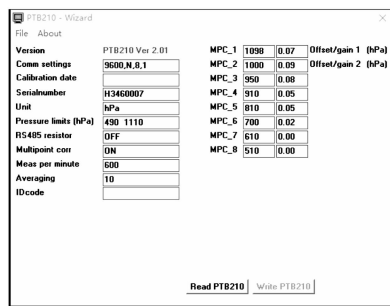 PTB210 - Wizard
File About
Version PTB210 Ver 2.01
Comm settings 9600,N,8,1
Calibration date
Serialnumber H3460007
Unit hPa
Pressure limits (hPa) 490 1110
RS485 resistor OFF
Multipoint corr ON
Meas per minute 600
Averaging 10
IDcode
MPC_1 1098 0.07 Offset/gain 1 (hPa)
MPC_2 1000 0.09 Offset/gain 2 (hPa)
MPC_3 950 0.08
MPC_4 910 0.05
MPC_5 810 0.05
MPC_6 700 0.02
MPC_7 610 0.00
MPC_8 510 0.00
Read PTB210 Write PTB210